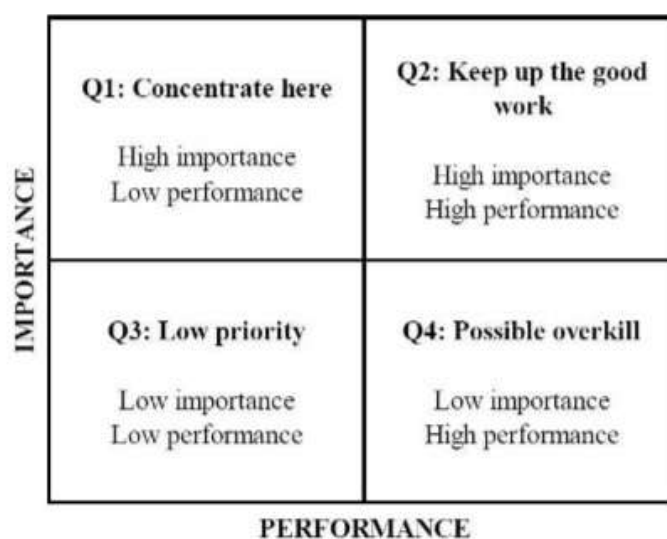 IMPORTANCE
Q1: Concentrate here
High importance
Low performance
Q2: Keep up the good
work
High importance
High performance
Q3: Low priority
Low importance
Low performance
Q4: Possible overkill
Low importance
High performance
PERFORMANCE